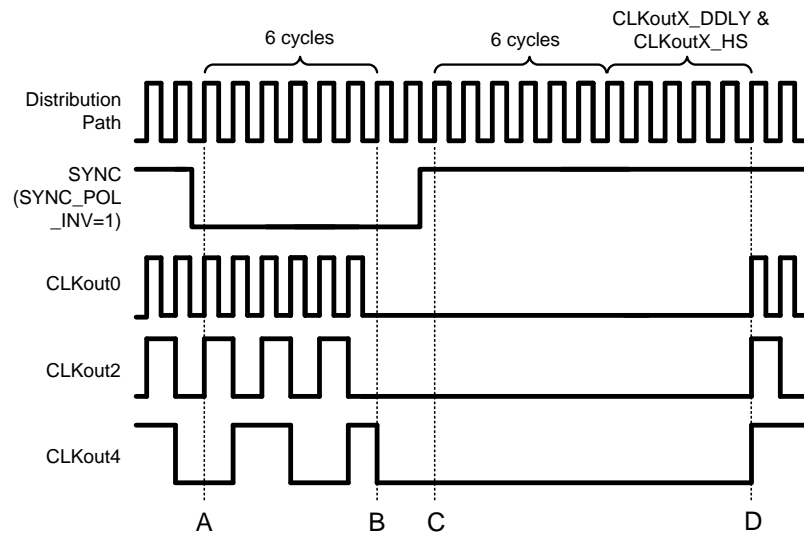 CLKoutX_DDLY &
CLKoutX_HS
6 cycles
6 cycles
Distribution
Path
SYNC
(SYNC_POL
_INV=1)
CLKout0
CLKout2
CLKout4
A
B
C
D